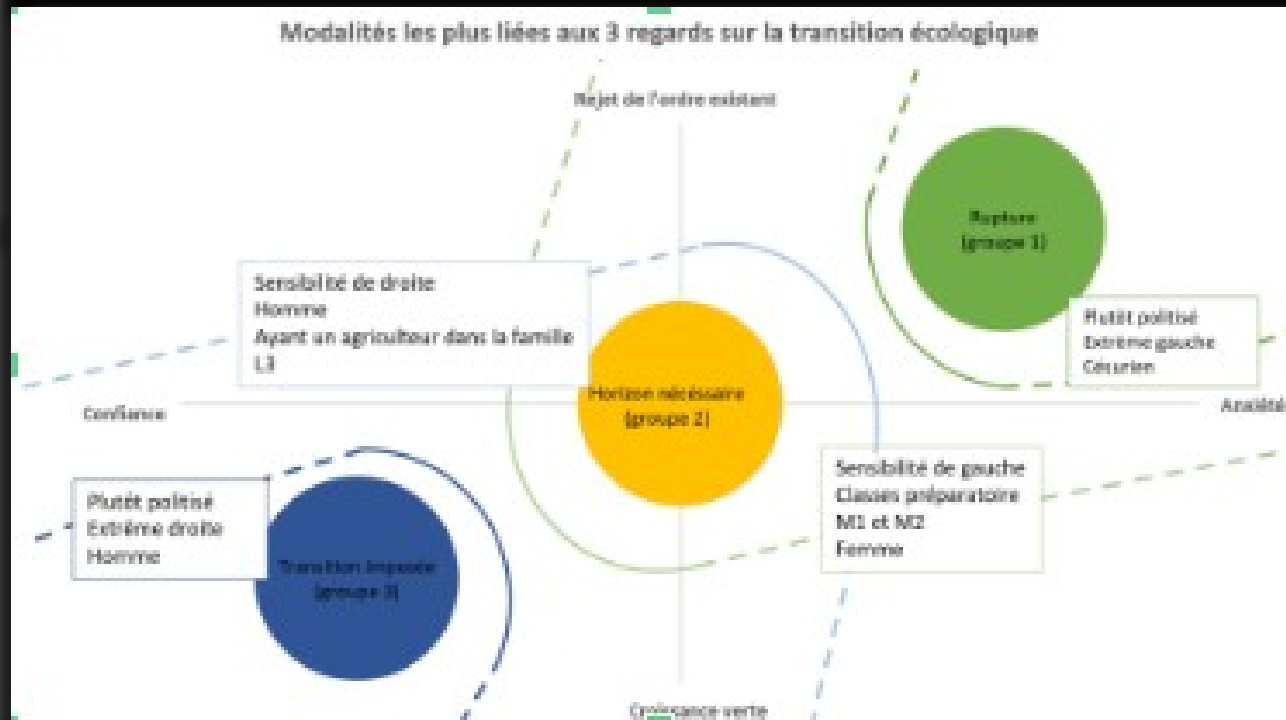 Modalités les plus liées aux 3 regards sur la transition écologique
Rejet de l'ordre existant
Rupture
(groupe 1)
Sensibilité de droite
Homme
Ayant un agriculteur dans la famille
L3
Plutôt politisé
Extrême gauche
Césurien
Horizon nécéssaire
(groupe 2)
Confiance
Anxiété
Sensibilité de gauche
Classes préparatoire
M1 et M2
Femme
Plutôt politisé
Extrême droite
Homme
Transition imposée
(groupe 3)
Croissance verte